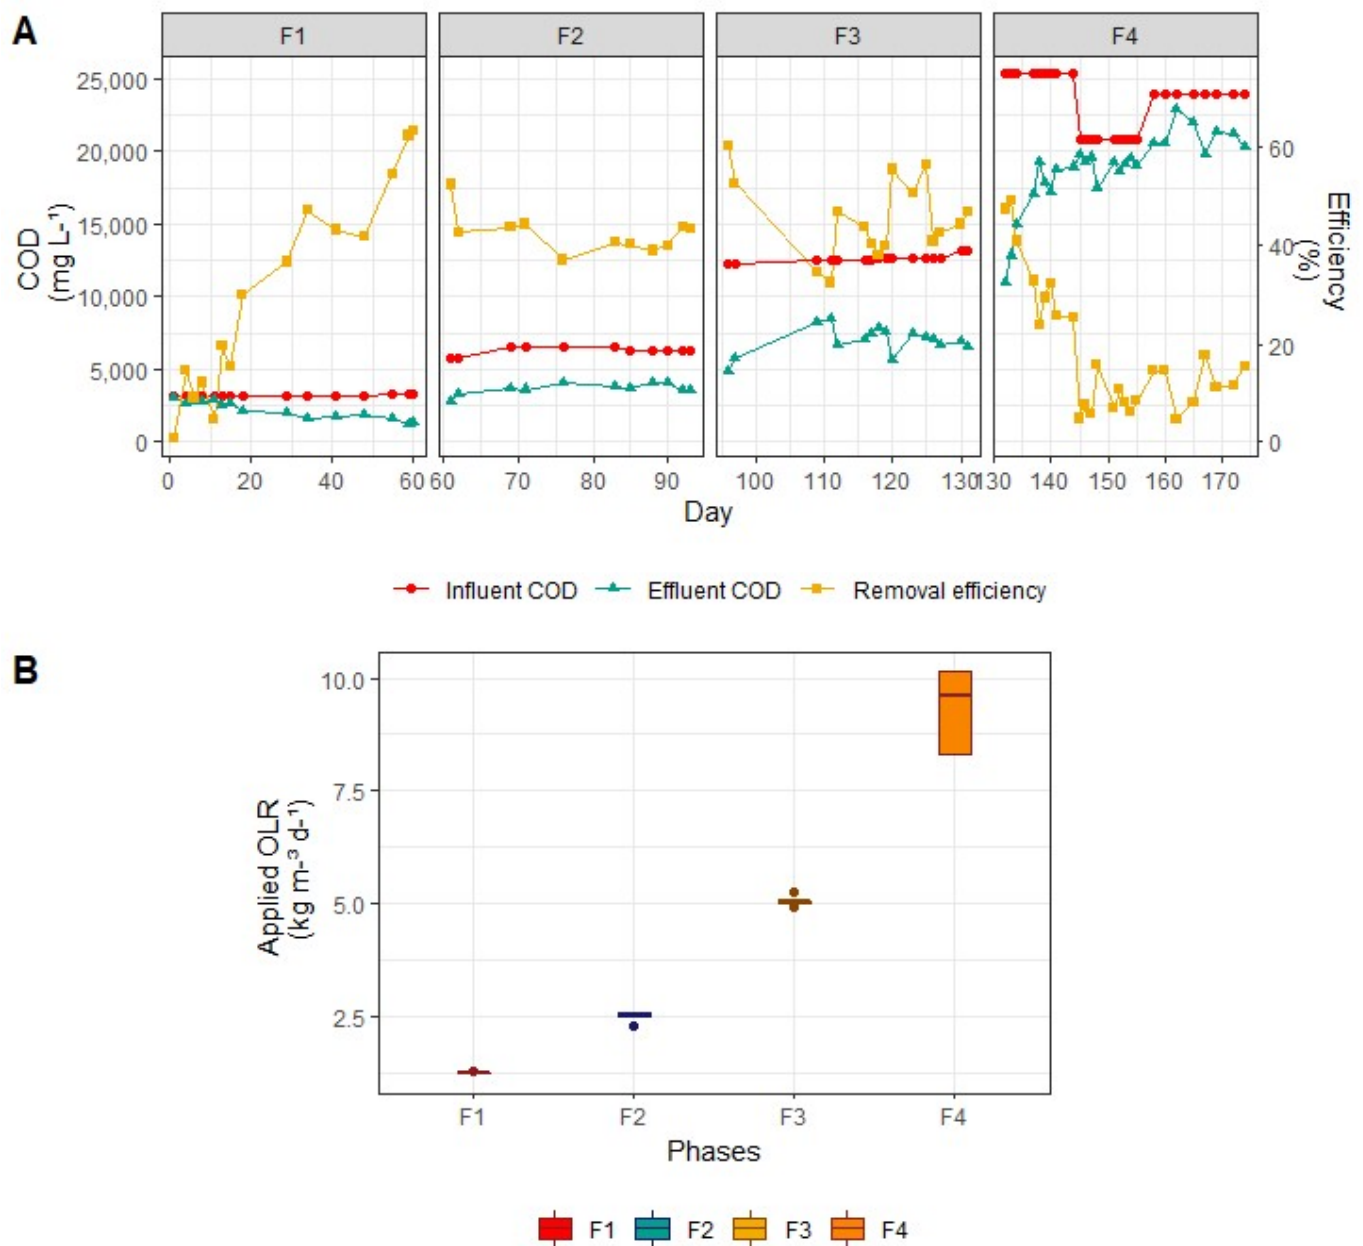 A
F1 F2 F3 F4
25,000
20,000
15,000
10,000
5,000
0
COD
(mg L-¹)
60
40
20
0
Efficiency
(%)
0 20 40 60 60 70 80 90 100 110 120 130 130 140 150 160 170
Day
Influent COD Effluent COD Removal efficiency
B
10.0
7.5
5.0
2.5
Applied OLR
(kg m-³ d-¹)
F1 F2 F3 F4
Phases
F1 F2 F3 F4